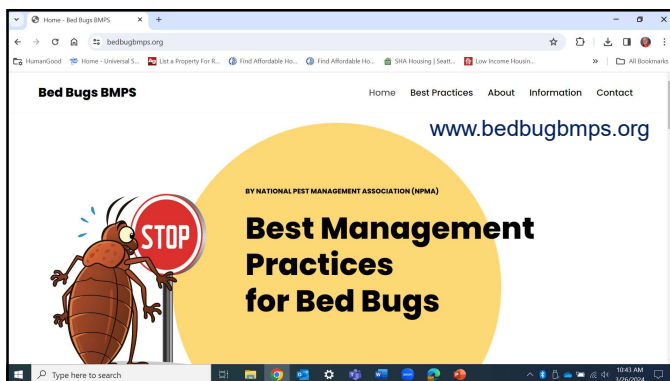 Home - Bed Bugs BMPS
bedbugbmps.org
HumanGood
Home - Universal S...
List a Property For R...
Find Affordable Ho...
Find Affordable Ho...
SHA Housing | Seatt...
Low Income Housin...
All Bookmarks
Bed Bugs BMPS
Home Best Practices About Information Contact
www.bedbugbmps.org
BY NATIONAL PEST MANAGEMENT ASSOCIATION (NPMA)
STOP
Best Management
Practices
for Bed Bugs
Type here to search
10:43 AM
3/26/2024